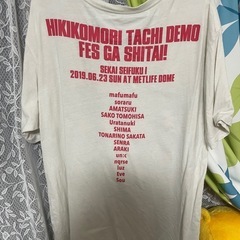 HIKIKOMORI TACHI DEMO
FES GA SHITAI!
SEKAI SEIFUKU I
2019.06.23 SUN AT METLIFE DOME
mafumafu
soraru
AMATSUKI
SAKO TOMOHISA
Uratanuki
SHIMA
TONARINO SAKATA
SENRA
ARAKI
un:c
nqrse
luz
Eve
Sou